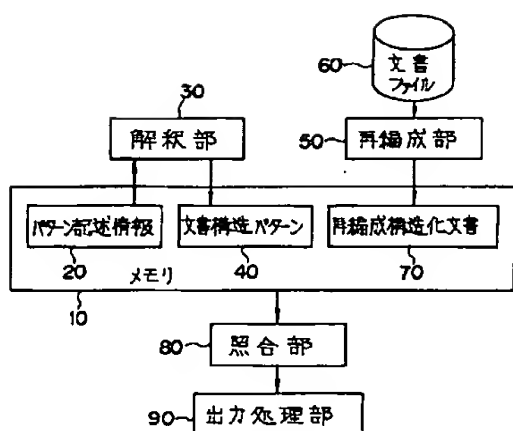 60
文書
ファイル
30
解釈部
50
再編成部
パターン記述情報
文書構造パターン
再編成構造化文書
20
メモリ
40
70
10
80
照合部
90
出力処理部